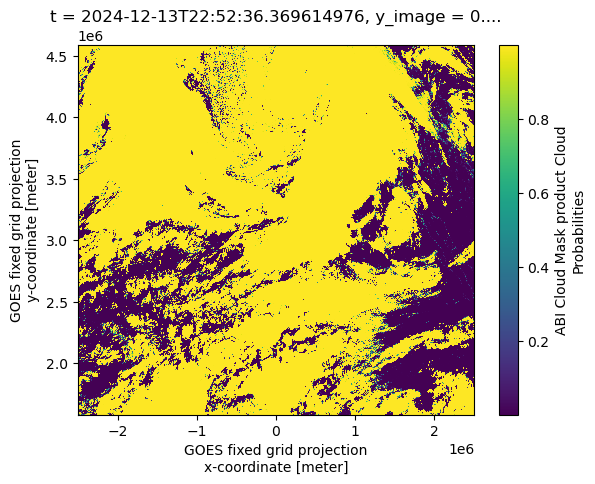 t = 2024-12-13T22:52:36.369614976, y_image = 0....
1e6
4.5
4.0
3.5
3.0
2.5
2.0
GOES fixed grid projection
y-coordinate [meter]
−2
−1
0
1
2
1e6
GOES fixed grid projection
x-coordinate [meter]
0.8
0.6
0.4
0.2
ABI Cloud Mask product Cloud
Probabilities